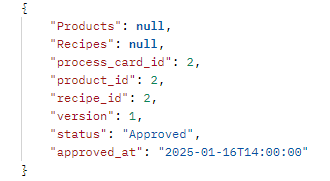 {
"Products": null,
"Recipes": null,
"process_card_id": 2,
"product_id": 2,
"recipe_id": 2,
"version": 1,
"status": "Approved",
"approved_at": "2025-01-16T14:00:00"
}